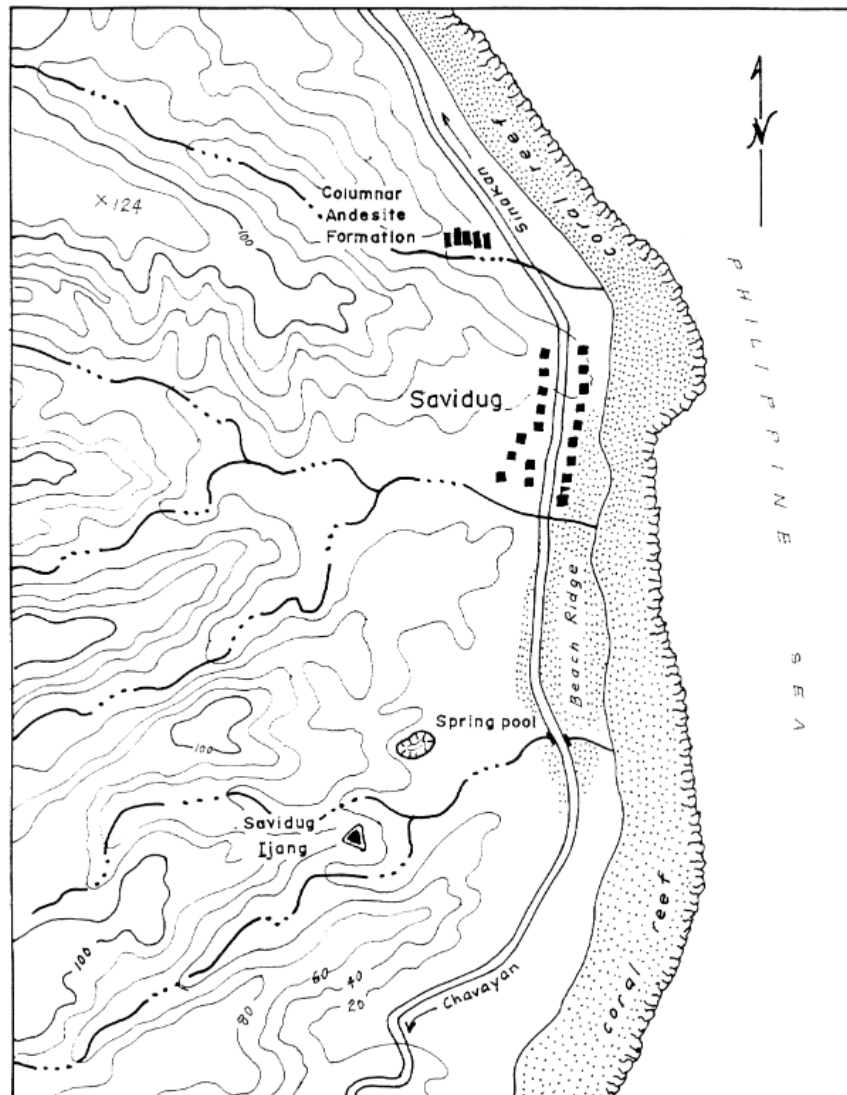 N
coral reef
Sinakan
Columnar
Andesite
Formation
x 124
100
PHILIPPINE SEA
Savidug
Beach Ridge
Spring pool
100
Savidug
Ijang
100
80
60
40
20
Chavayan
coral reef